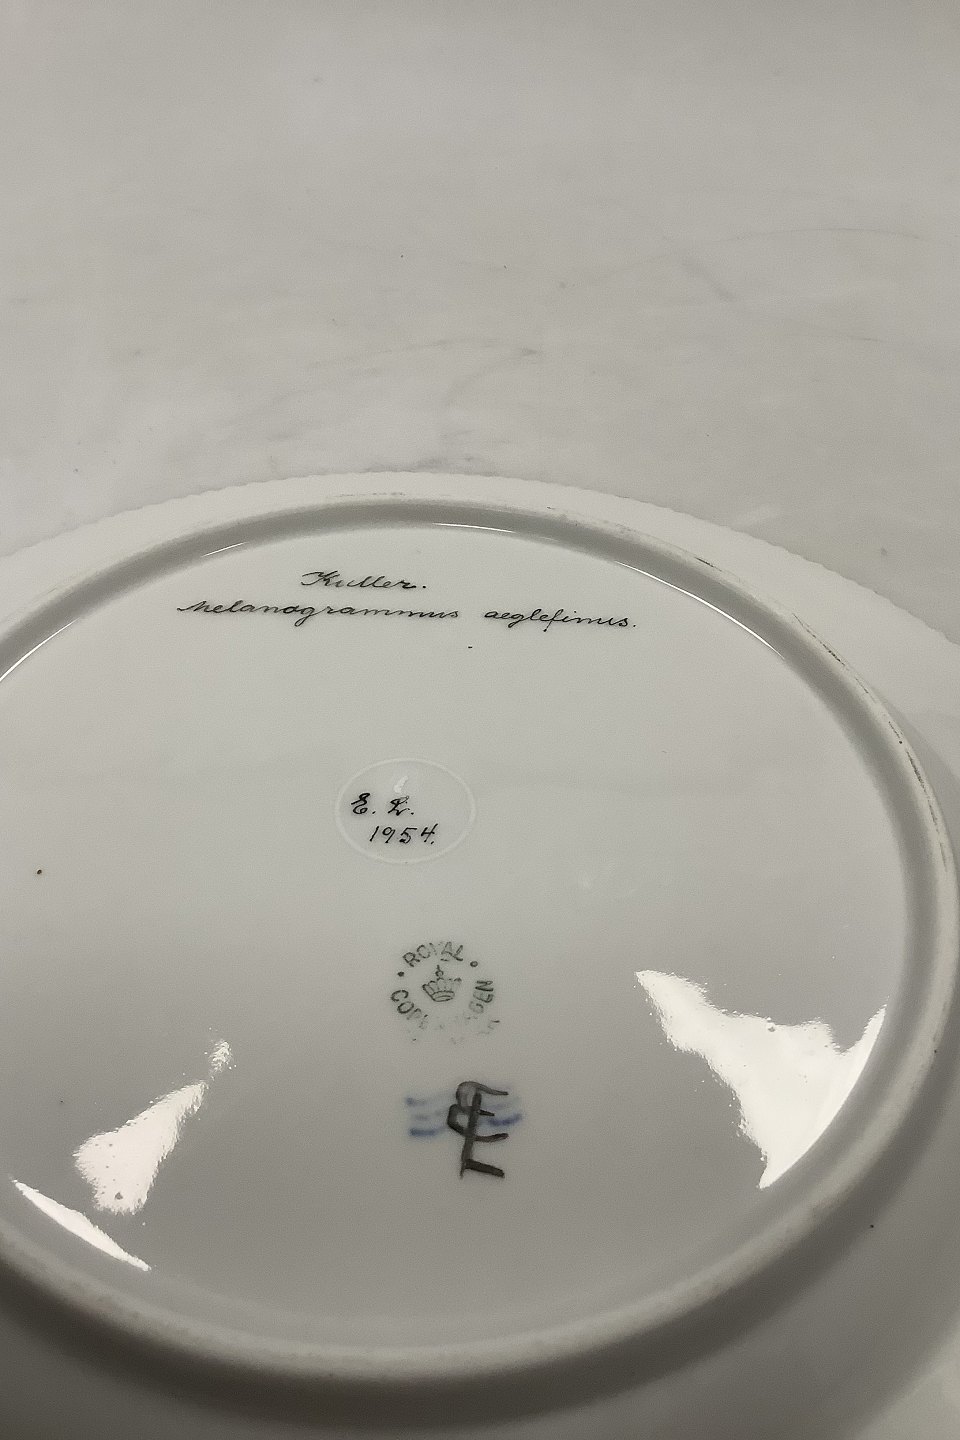 Kuller.
Melanogrammus aeglefinus.
E. L.
1954.
ROYAL
COPENHAGEN